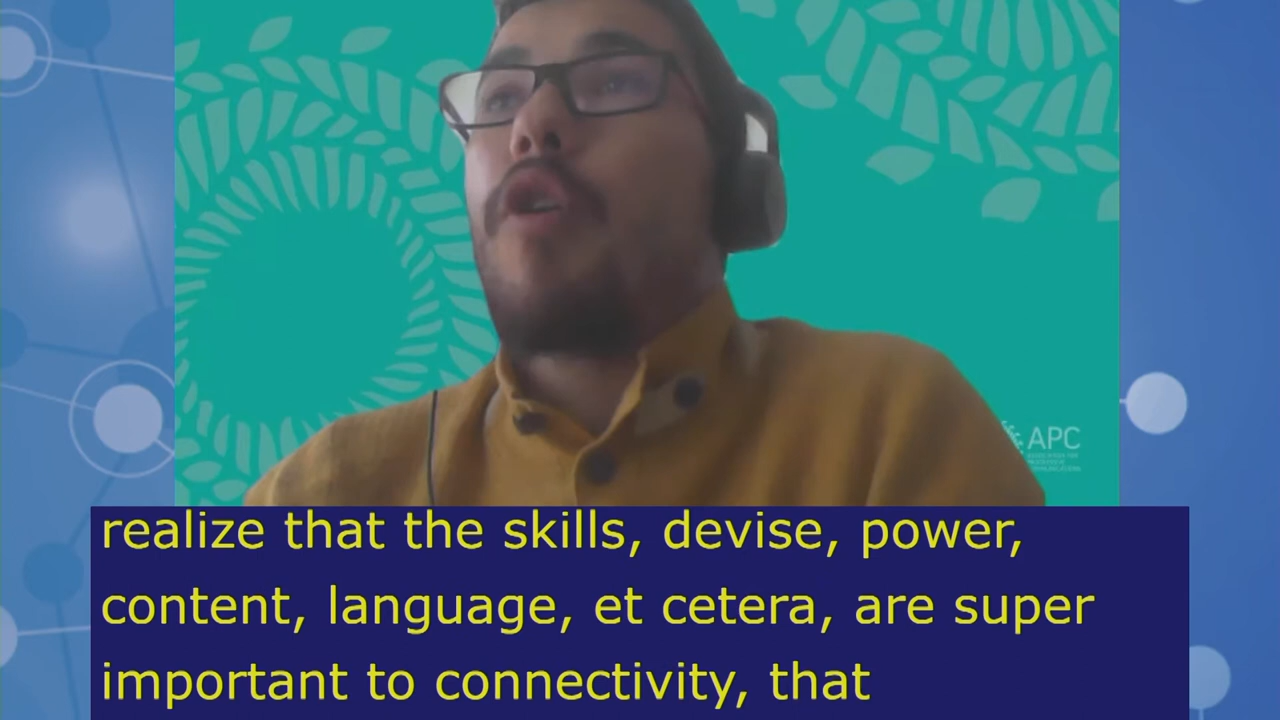 APC
realize that the skills, devise, power,
content, language, et cetera, are super
important to connectivity, that